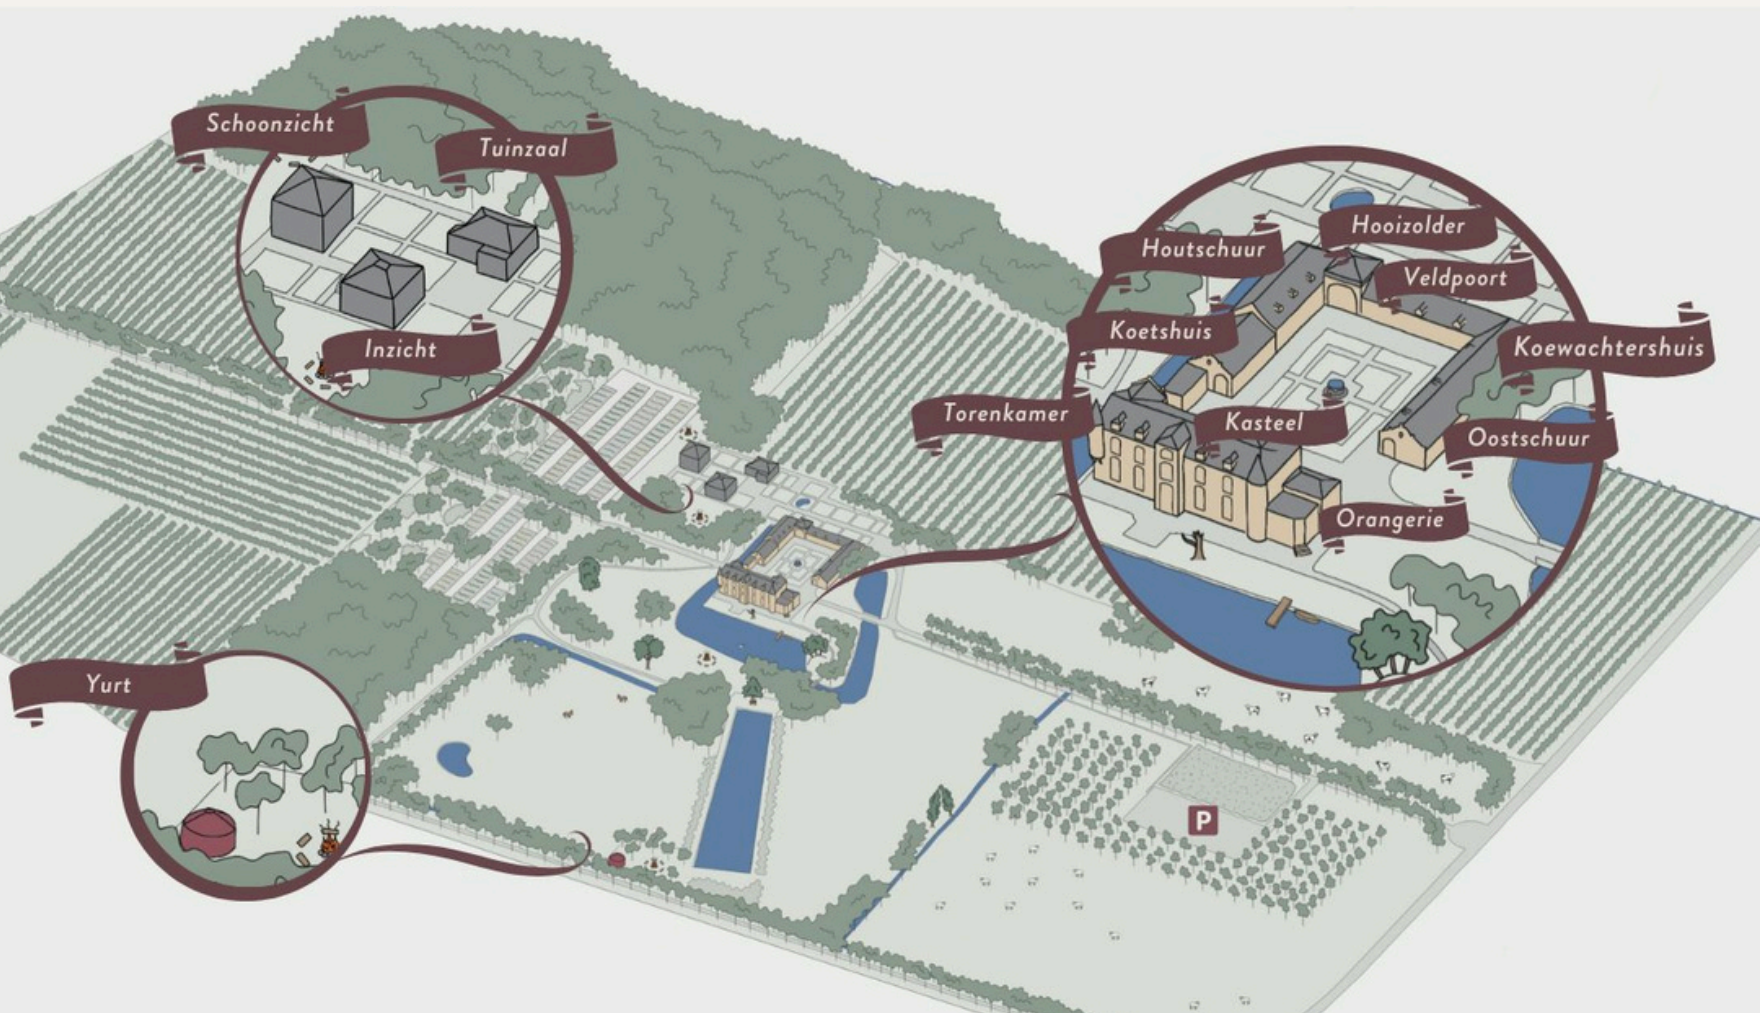 Schoonzicht
Tuinzaal
Inzicht
Hooizolder
Houtschuur
Veldpoort
Koetshuis
Koewachtershuis
Torenkamer
Kasteel
Oostschuur
Orangerie
Yurt
P